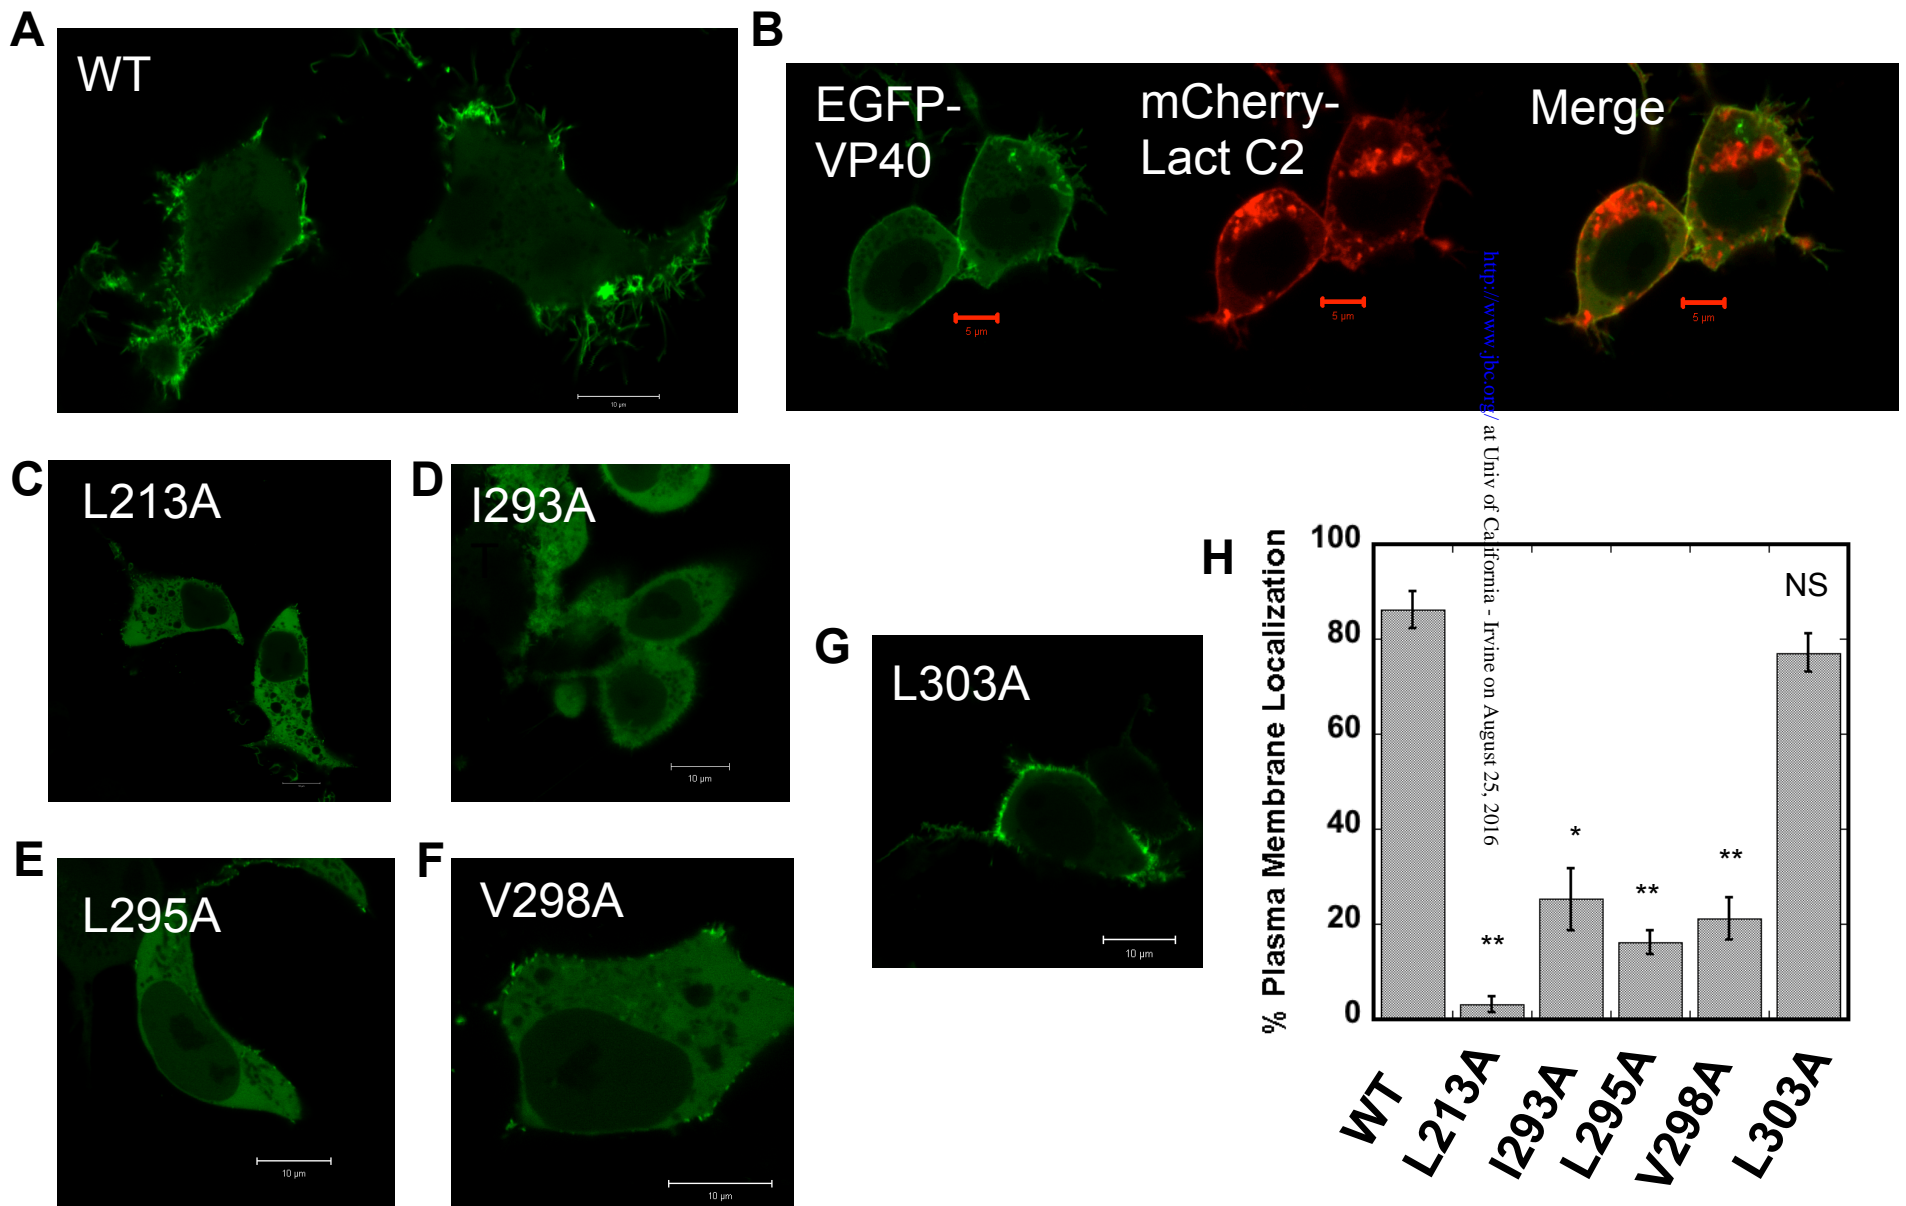 A
WT
10 µm
B
EGFP-
VP40
5 µm
mCherry-
Lact C2
5 µm
Merge
5 µm
http://www.jbc.org/ at Univ of California - Irvine on August 25, 2016
C
L213A
D
I293A
T
10 µm
E
L295A
10 µm
F
V298A
10 µm
G
L303A
10 µm
H
% Plasma Membrane Localization
100
80
60
40
20
0
**
*
**
**
NS
WT
L213A
I293A
L295A
V298A
L303A